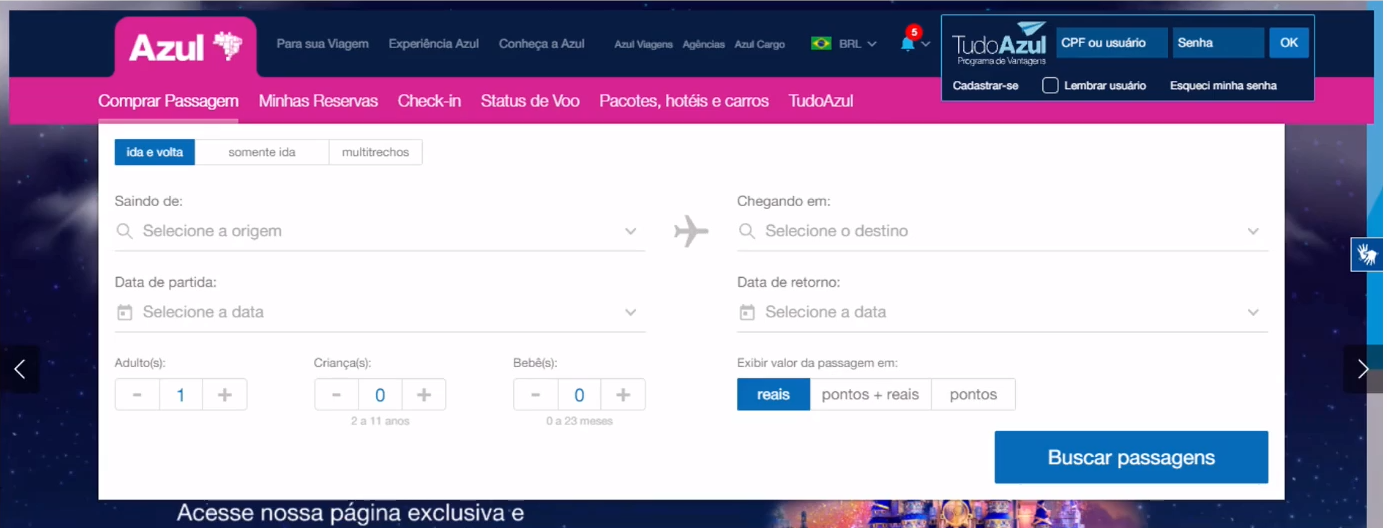 Azul
Para sua Viagem Experiência Azul Conheça a Azul Azul Viagens Agências Azul Cargo BRL 5
TudoAzul
Programa de Vantagens
CPF ou usuário Senha OK
Cadastrar-se Lembrar usuário Esqueci minha senha
Comprar Passagem Minhas Reservas Check-in Status de Voo Pacotes, hotéis e carros TudoAzul
ida e volta somente ida multitrechos
Saindo de: Chegando em:
Selecione a origem Selecione o destino
Data de partida: Data de retorno:
Selecione a data Selecione a data
Adulto(s): Criança(s): Bebê(s): Exibir valor da passagem em:
- 1 + - 0 + - 0 + reais pontos + reais pontos
2 a 11 anos 0 a 23 meses
Buscar passagens
Acesse nossa página exclusiva e